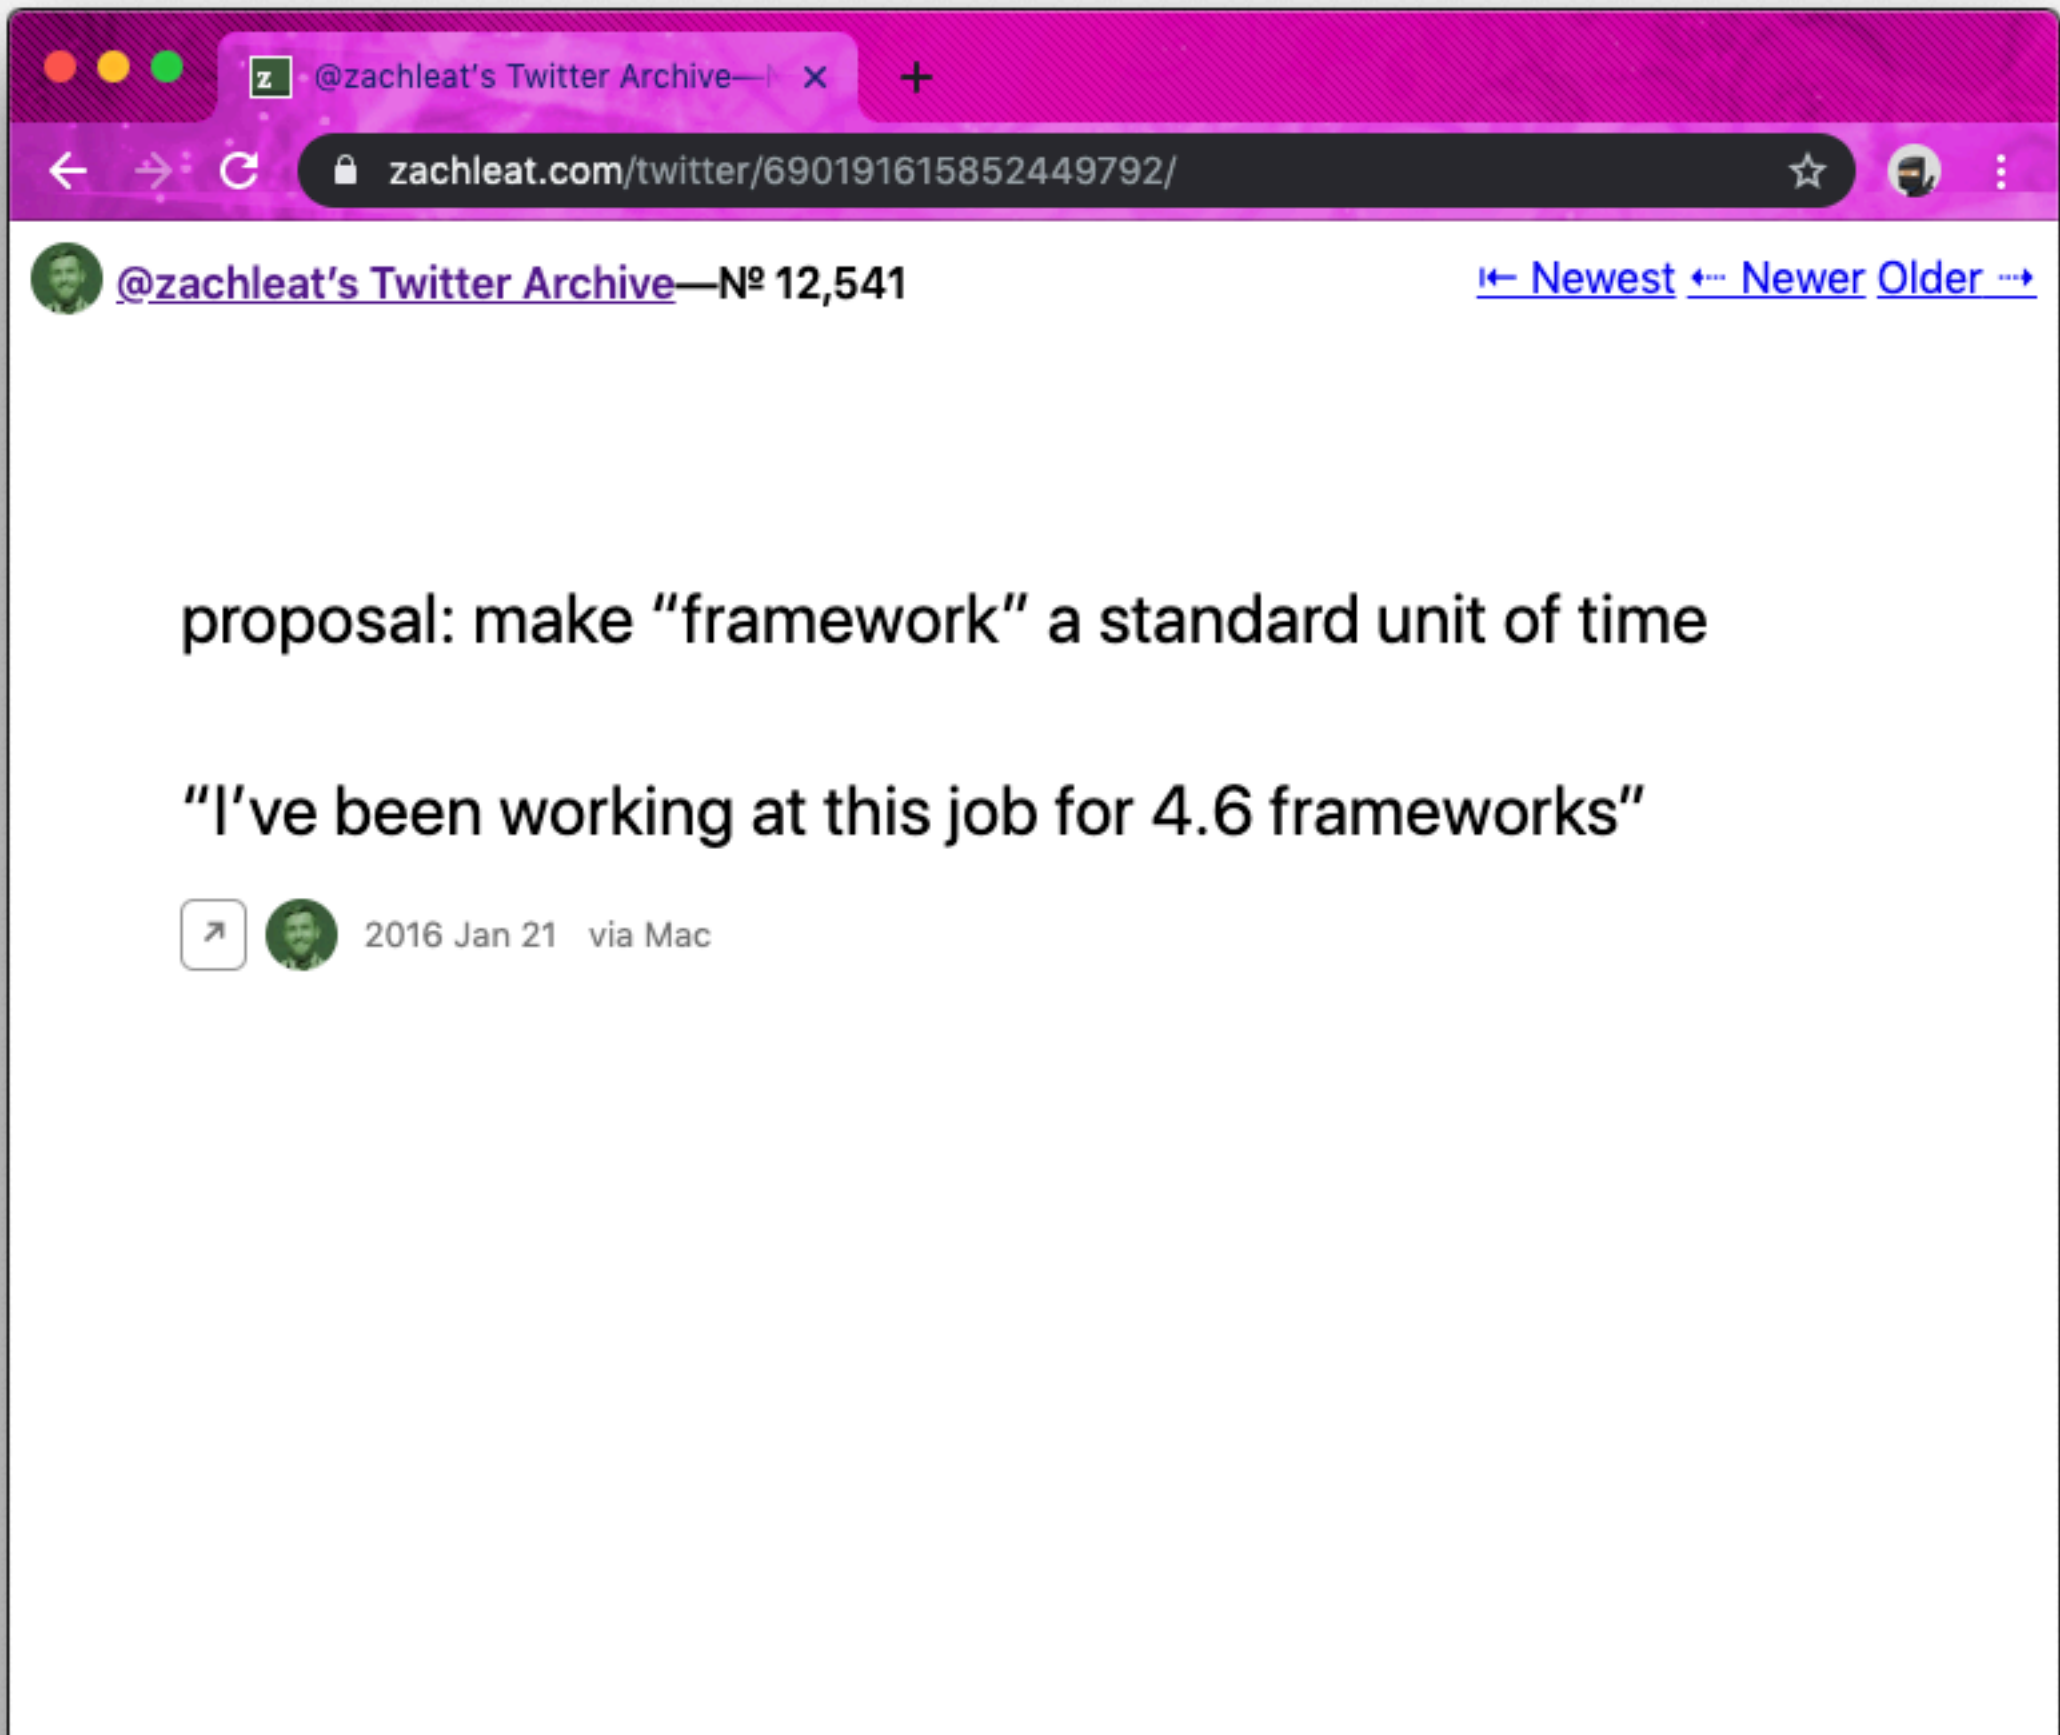 z @zachleat's Twitter Archive—
zachleat.com/twitter/690191615852449792/
@zachleat’s Twitter Archive—№ 12,541
⇤ Newest ⇠ Newer Older ⇢
proposal: make “framework” a standard unit of time
“I’ve been working at this job for 4.6 frameworks”
2016 Jan 21 via Mac